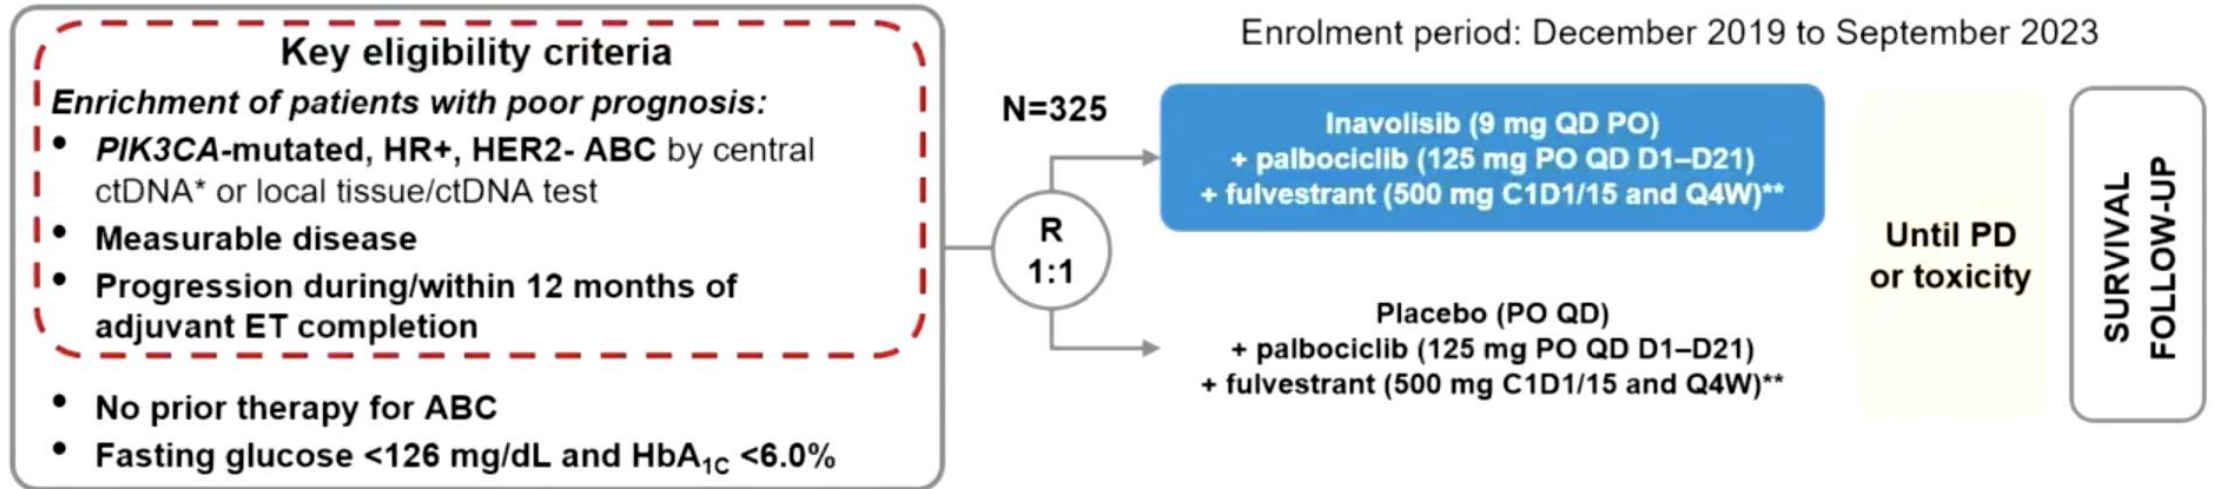 Key eligibility criteria
Enrichment of patients with poor prognosis:
• PIK3CA-mutated, HR+, HER2- ABC by central
ctDNA* or local tissue/ctDNA test
• Measurable disease
• Progression during/within 12 months of
adjuvant ET completion
• No prior therapy for ABC
• Fasting glucose <126 mg/dL and HbA1C <6.0%
N=325
R
1:1
Enrolment period: December 2019 to September 2023
Inavolisib (9 mg QD PO)
+ palbociclib (125 mg PO QD D1–D21)
+ fulvestrant (500 mg C1D1/15 and Q4W)**
Placebo (PO QD)
+ palbociclib (125 mg PO QD D1–D21)
+ fulvestrant (500 mg C1D1/15 and Q4W)**
Until PD
or toxicity
SURVIVAL
FOLLOW-UP